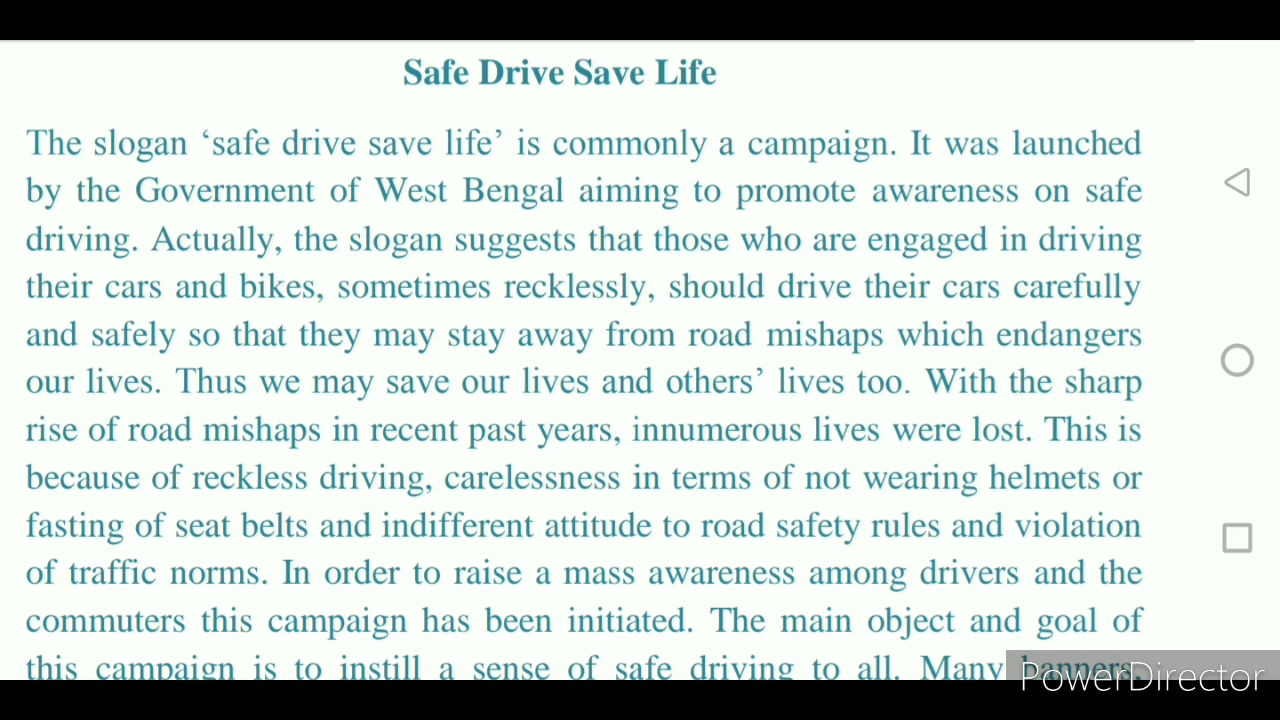 Safe Drive Save Life
The slogan ‘safe drive save life’ is commonly a campaign. It was launched
by the Government of West Bengal aiming to promote awareness on safe
driving. Actually, the slogan suggests that those who are engaged in driving
their cars and bikes, sometimes recklessly, should drive their cars carefully
and safely so that they may stay away from road mishaps which endangers
our lives. Thus we may save our lives and others’ lives too. With the sharp
rise of road mishaps in recent past years, innumerous lives were lost. This is
because of reckless driving, carelessness in terms of not wearing helmets or
fasting of seat belts and indifferent attitude to road safety rules and violation
of traffic norms. In order to raise a mass awareness among drivers and the
commuters this campaign has been initiated. The main object and goal of
this campaign is to instill a sense of safe driving to all. Many banners,
PowerDirector